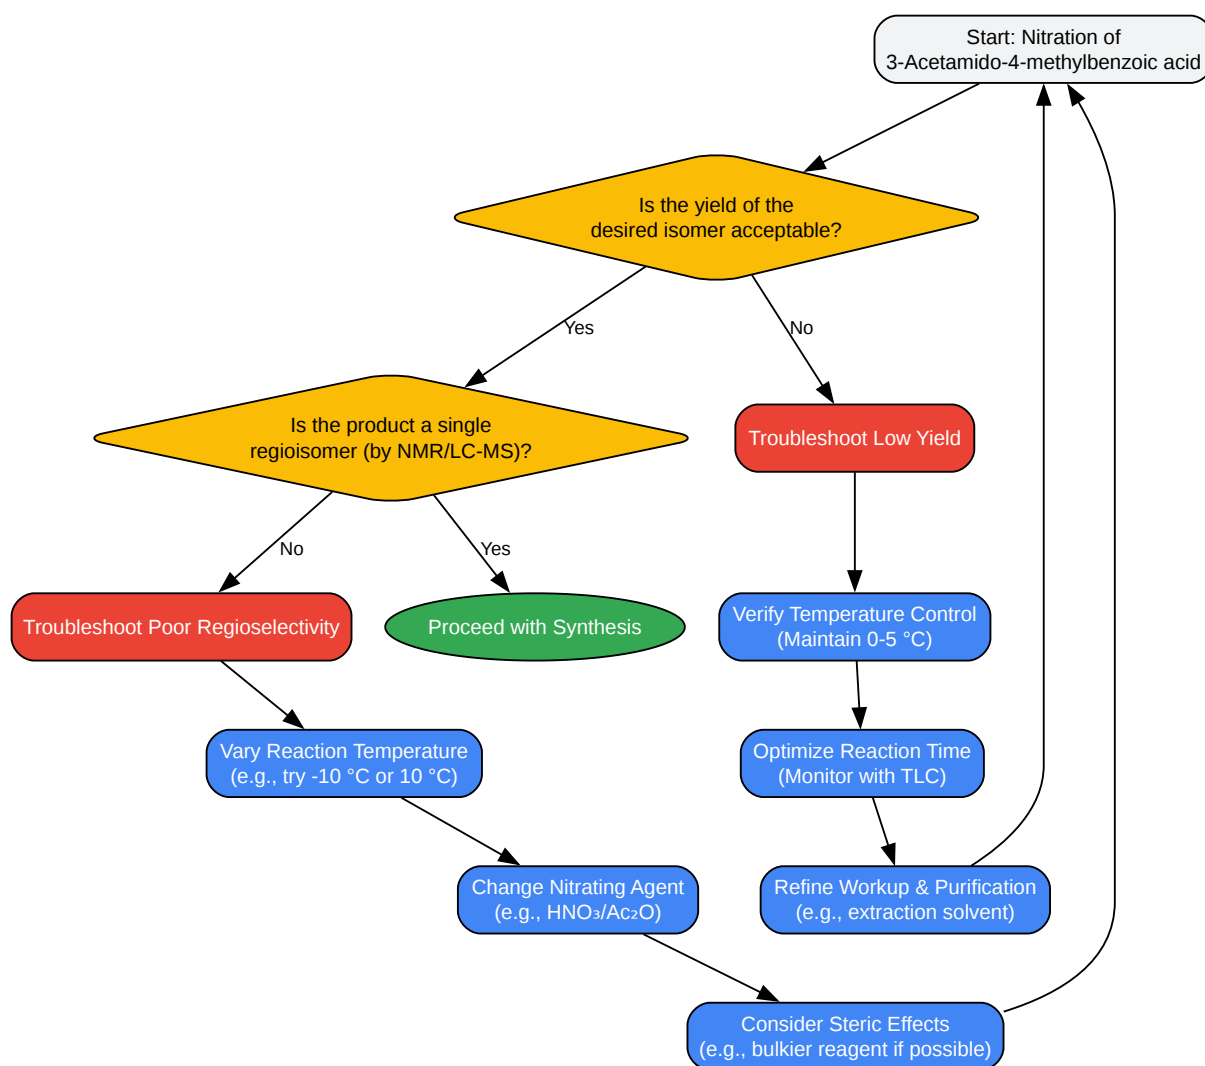 Start: Nitration of
3-Acetamido-4-methylbenzoic acid
Is the yield of the
desired isomer acceptable?
Yes
No
Is the product a single
regioisomer (by NMR/LC-MS)?
Troubleshoot Low Yield
No
Yes
Troubleshoot Poor Regioselectivity
Proceed with Synthesis
Verify Temperature Control
(Maintain 0-5 °C)
Vary Reaction Temperature
(e.g., try -10 °C or 10 °C)
Optimize Reaction Time
(Monitor with TLC)
Change Nitrating Agent
(e.g., HNO₃/Ac₂O)
Refine Workup & Purification
(e.g., extraction solvent)
Consider Steric Effects
(e.g., bulkier reagent if possible)